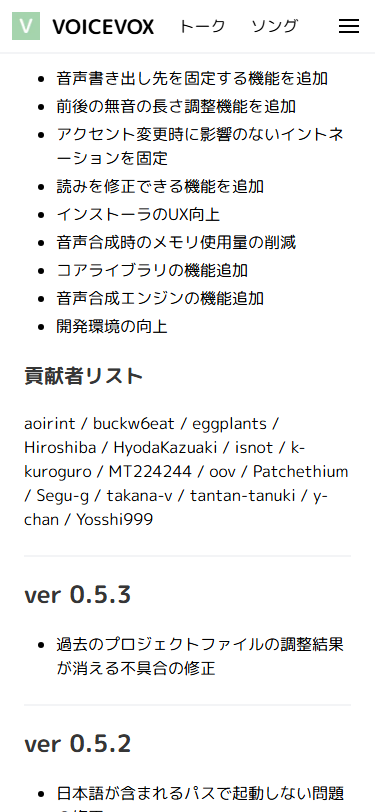 V VOICEVOX トーク ソング
音声書き出し先を固定する機能を追加
前後の無音の長さ調整機能を追加
アクセント変更時に影響のないイントネ
ーションを固定
読みを修正できる機能を追加
インストーラのUX向上
音声合成時のメモリ使用量の削減
コアライブラリの機能追加
音声合成エンジンの機能追加
開発環境の向上
貢献者リスト
aoirint / buckw6eat / eggplants /
Hiroshiba / HyodaKazuaki / isnot / k-
kuroguro / MT224244 / oov / Patchethium
/ Segu-g / takana-v / tantan-tanuki / y-
chan / Yosshi999
ver 0.5.3
過去のプロジェクトファイルの調整結果
が消える不具合の修正
ver 0.5.2
日本語が含まれるパスで起動しない問題